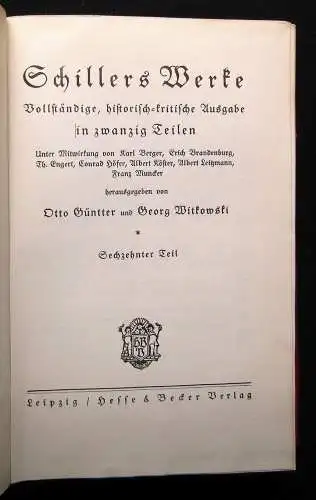 Schillers Werke
Vollständige, historisch-kritische Ausgabe
in zwanzig Teilen
Unter Mitwirkung von Karl Berger, Erich Brandenburg,
Th. Engert, Conrad Höfer, Albert Köster, Albert Leitzmann,
Franz Muncker
herausgegeben von
Otto Güntter und Georg Witkowski
*
Sechzehnter Teil
HBV
Leipzig / Hesse & Becker Verlag